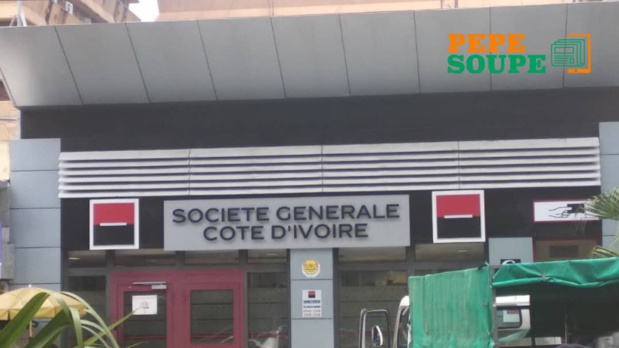 PEPE
SOUPE
SOCIETE GENERALE
COTE D'IVOIRE